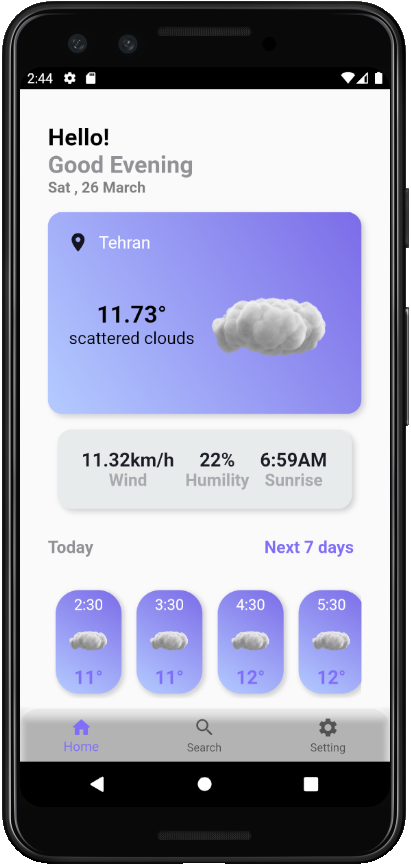 2:44
Hello!
Good Evening
Sat , 26 March
Tehran
11.73°
scattered clouds
11.32km/h 22% 6:59AM
Wind Humility Sunrise
Today Next 7 days
2:30 3:30 4:30 5:30
11° 11° 12° 12°
Home Search Setting